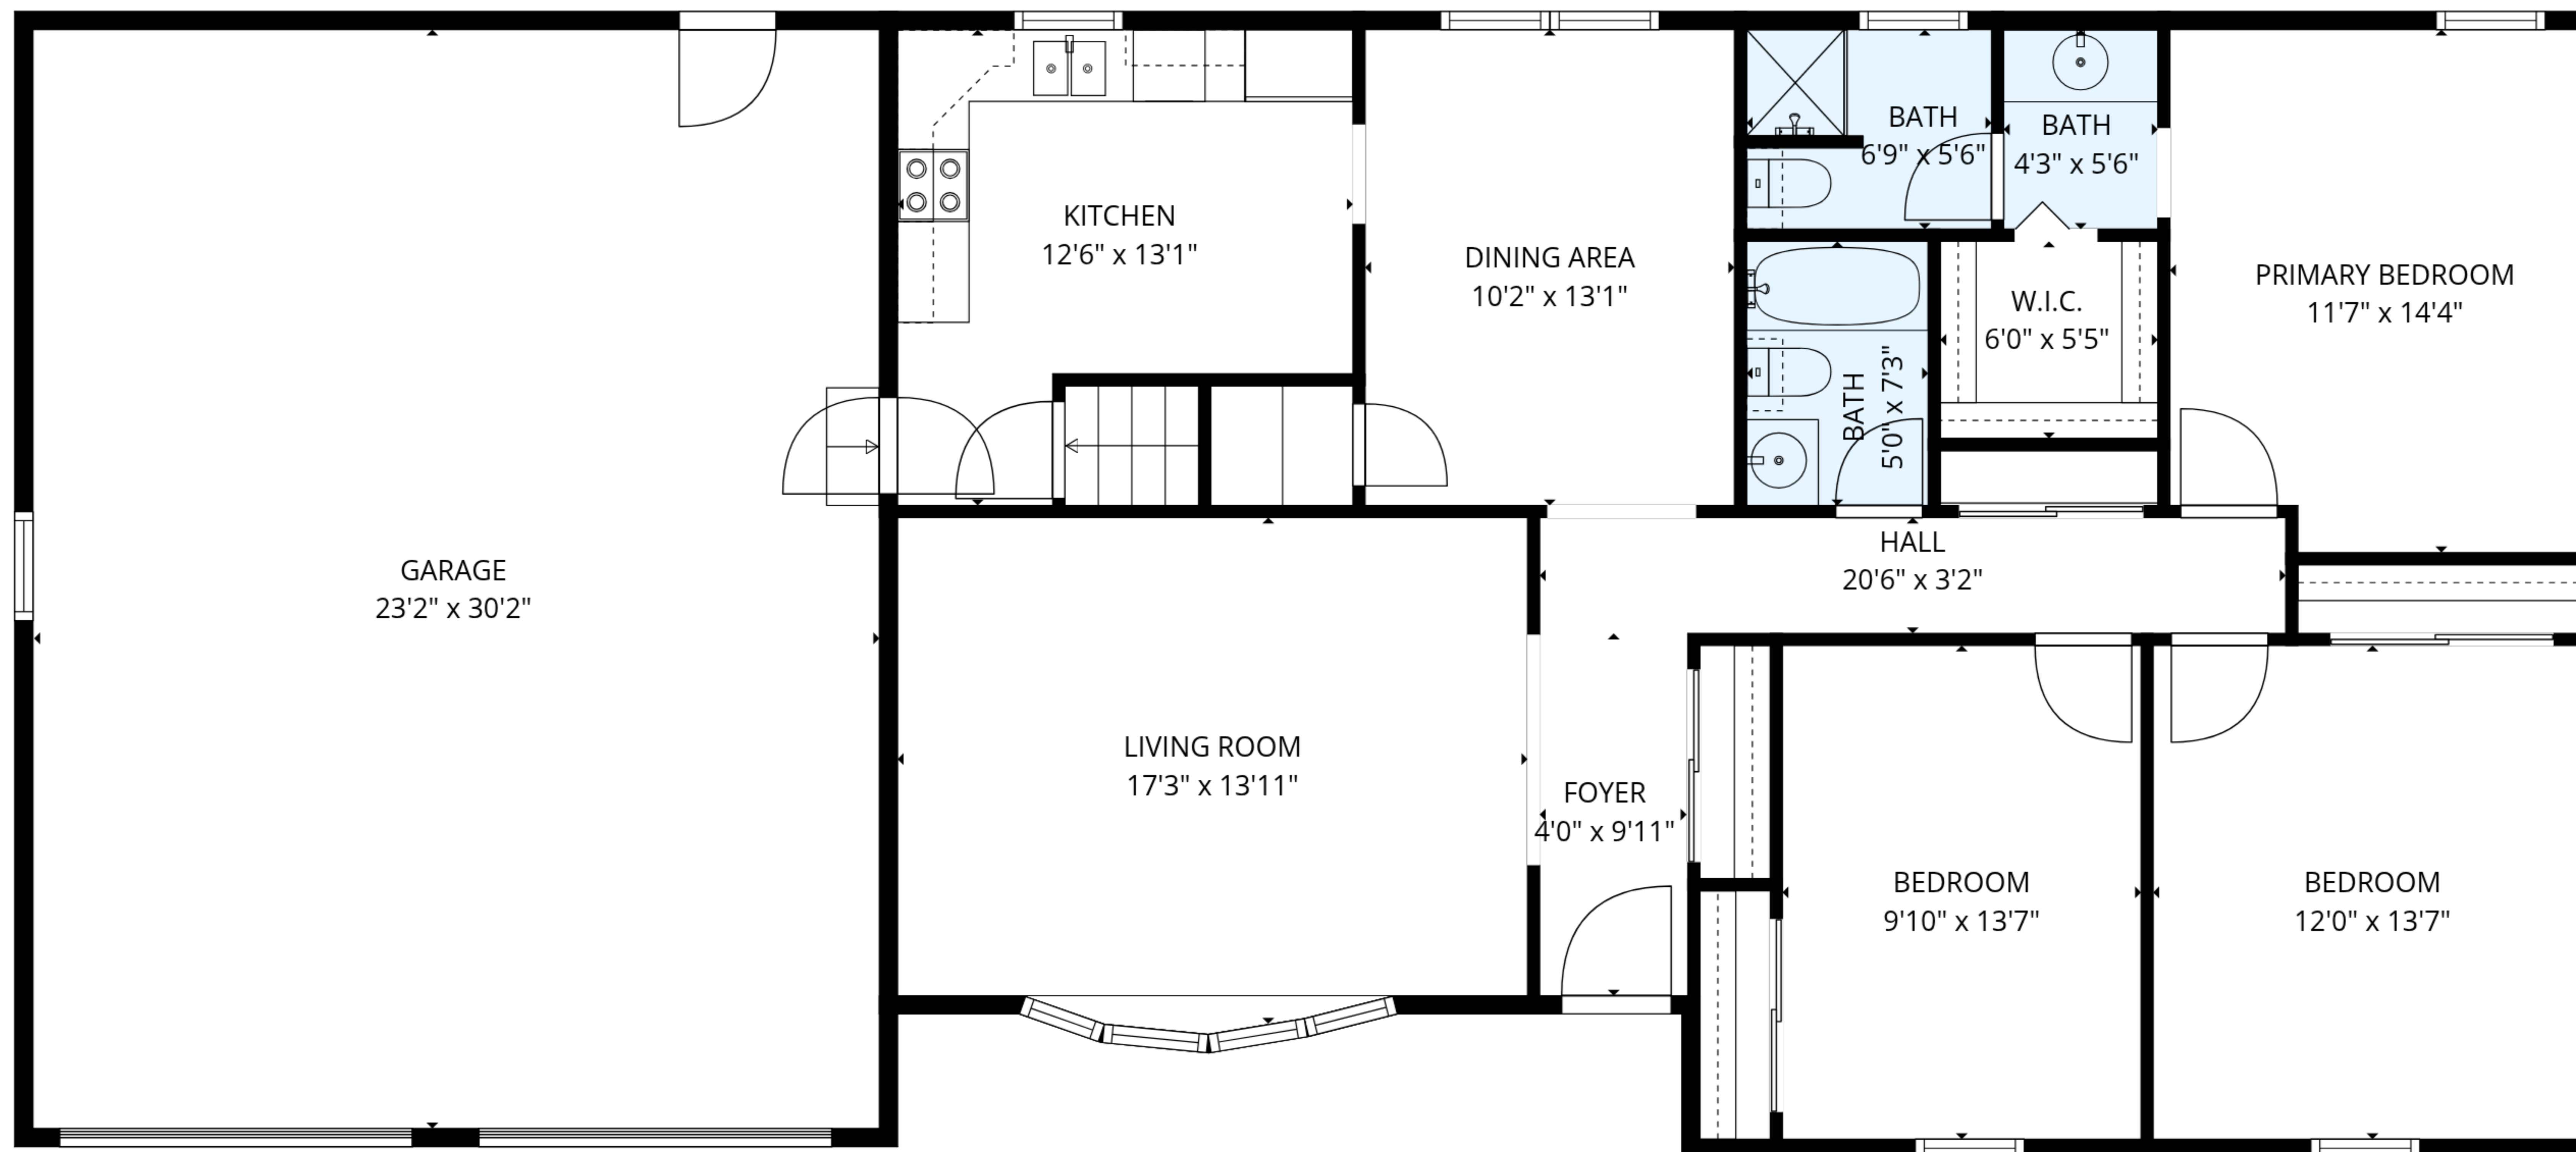 BATH
6'9" x 5'6"
BATH
4'3" x 5'6"
KITCHEN
12'6" x 13'1"
DINING AREA
10'2" x 13'1"
PRIMARY BEDROOM
11'7" x 14'4"
W.I.C.
6'0" x 5'5"
BATH
5'0" x 7'3"
HALL
20'6" x 3'2"
GARAGE
23'2" x 30'2"
LIVING ROOM
17'3" x 13'11"
FOYER
4'0" x 9'11"
BEDROOM
9'10" x 13'7"
BEDROOM
12'0" x 13'7"